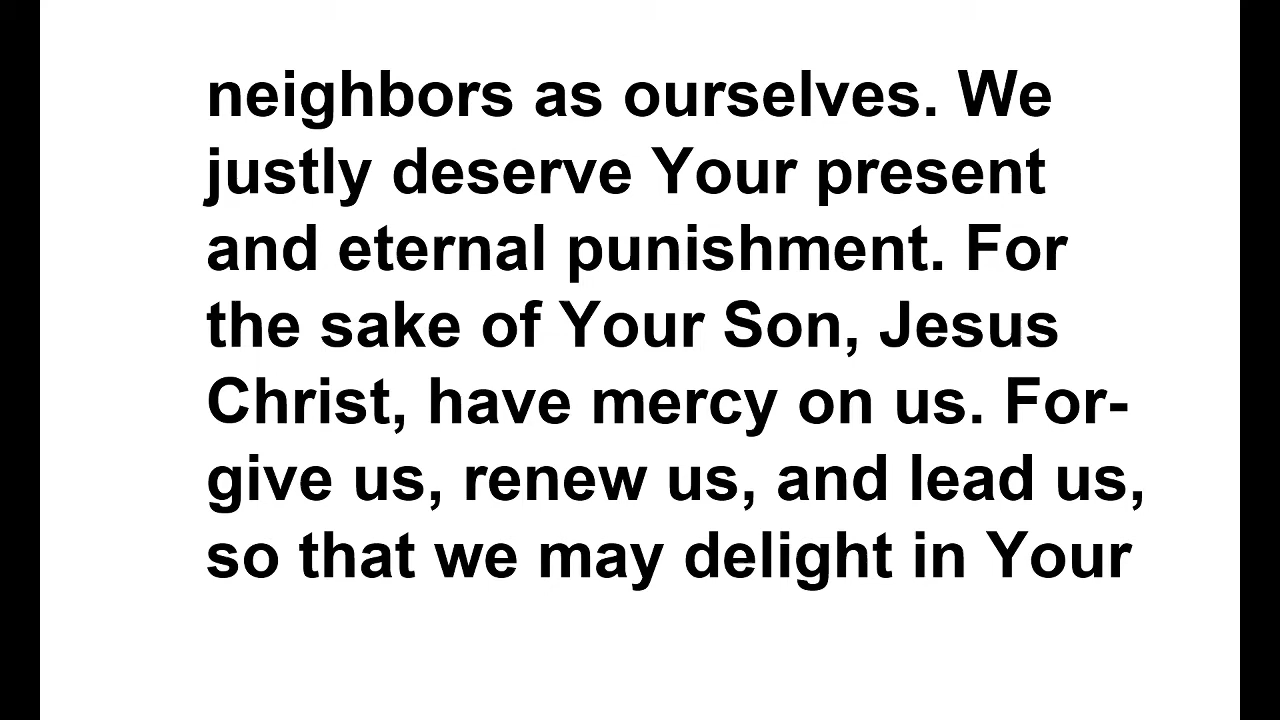 neighbors as ourselves. We
justly deserve Your present
and eternal punishment. For
the sake of Your Son, Jesus
Christ, have mercy on us. For-
give us, renew us, and lead us,
so that we may delight in Your